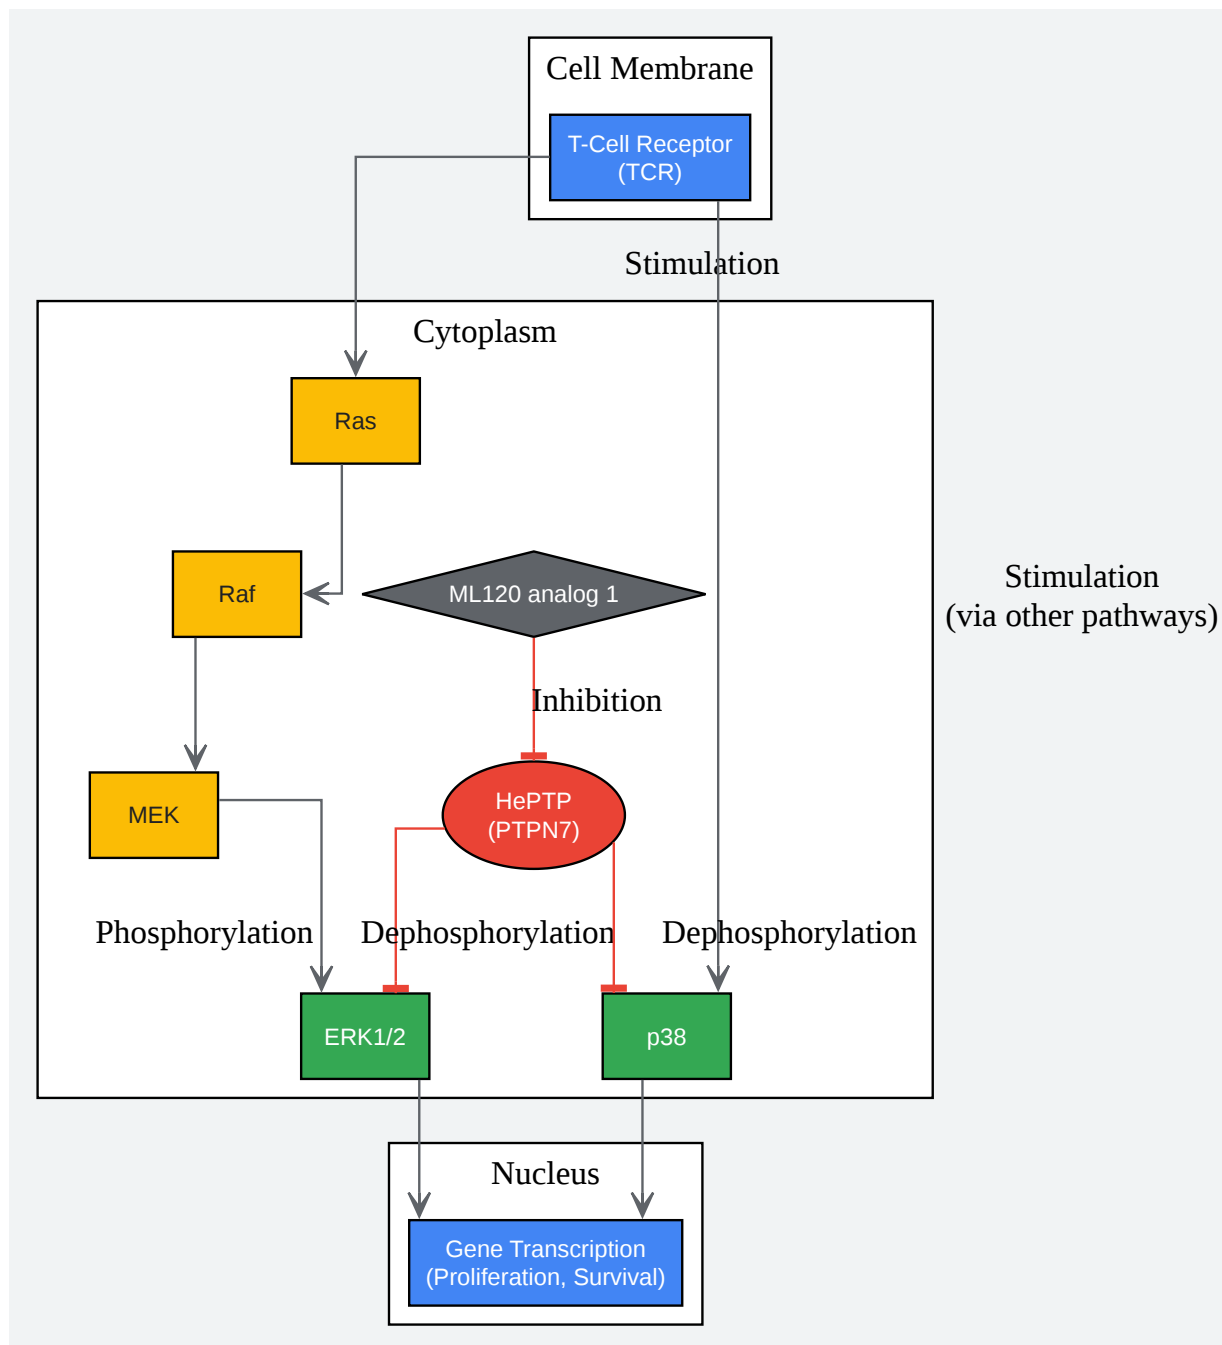 Cell Membrane
T-Cell Receptor
(TCR)
Stimulation
Cytoplasm
Ras
Raf
ML120 analog 1
Stimulation
(via other pathways)
Inhibition
MEK
HePTP
(PTPN7)
Phosphorylation
Dephosphorylation
Dephosphorylation
ERK1/2
p38
Nucleus
Gene Transcription
(Proliferation, Survival)